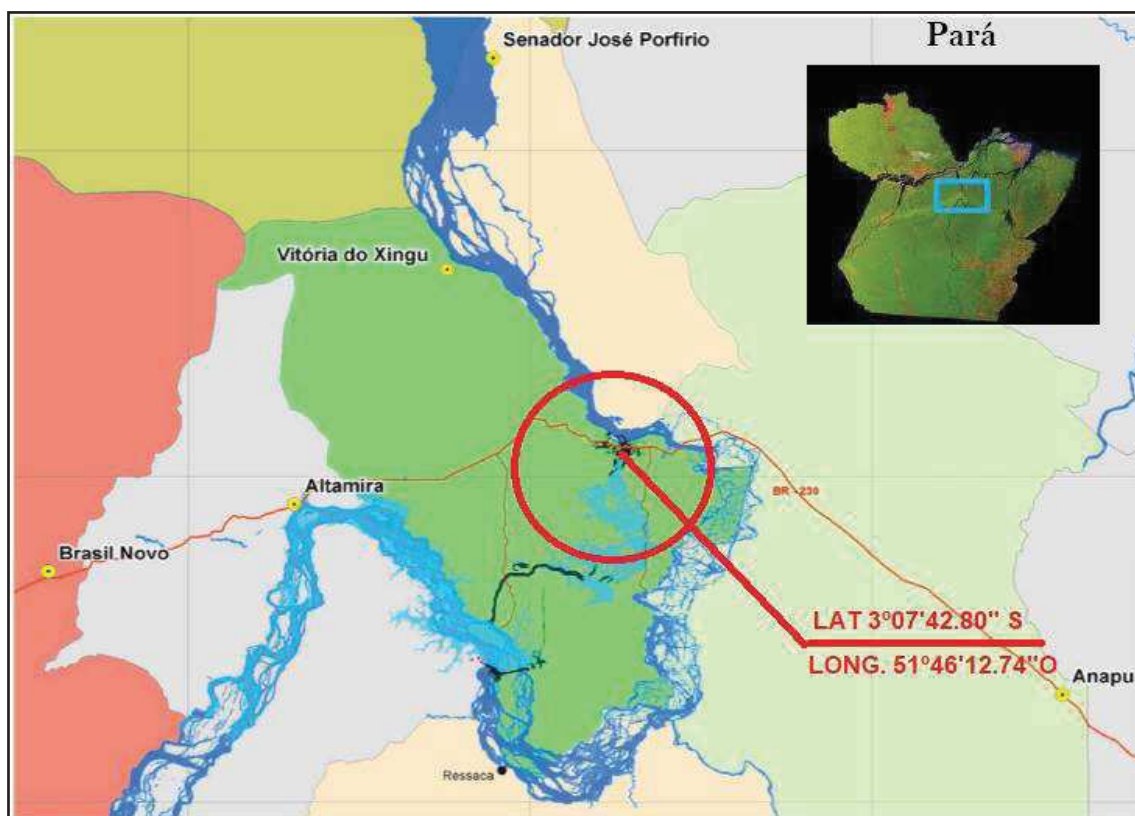 Senador José Porfirio
Pará
Vitória do Xingu
Altamira
BR - 230
Brasil Novo
LAT 3º07'42.80" S
LONG. 51º46'12.74"O
Anapu
Ressaca